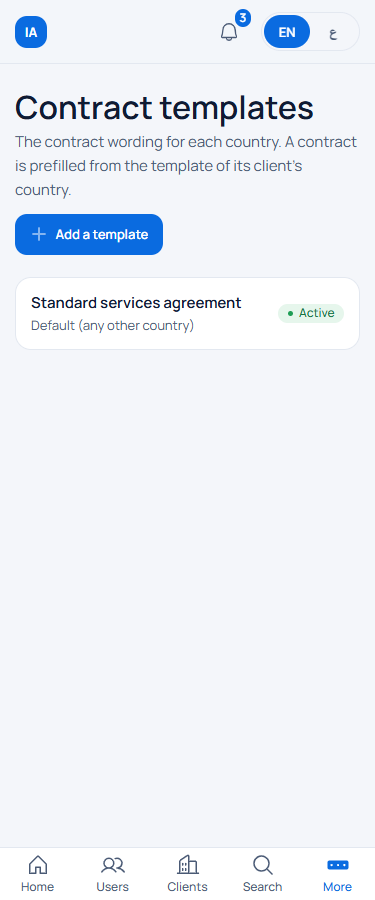 IA
3
EN
ع
Contract templates
The contract wording for each country. A contract
is prefilled from the template of its client's
country.
Add a template
Standard services agreement
Default (any other country)
Active
Home
Users
Clients
Search
More